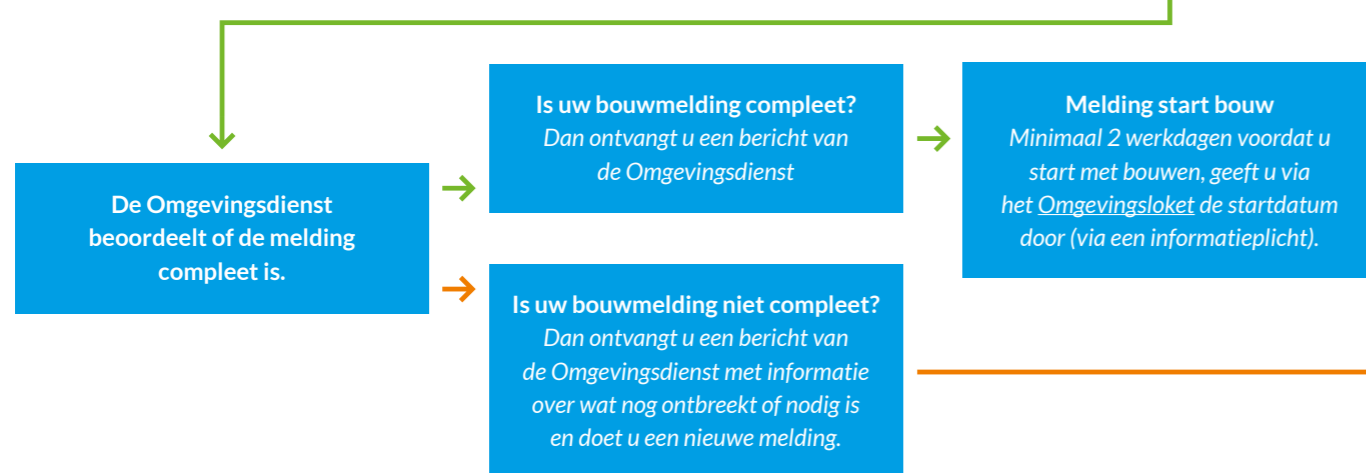 De Omgevingsdienst
beoordeelt of de melding
compleet is.
Is uw bouwmelding compleet?
Dan ontvangt u een bericht van
de Omgevingsdienst
Melding start bouw
Minimaal 2 werkdagen voordat u
start met bouwen, geeft u via
het Omgevingsloket de startdatum
door (via een informatieplicht).
Is uw bouwmelding niet compleet?
Dan ontvangt u een bericht van
de Omgevingsdienst met informatie
over wat nog ontbreekt of nodig is
en doet u een nieuwe melding.